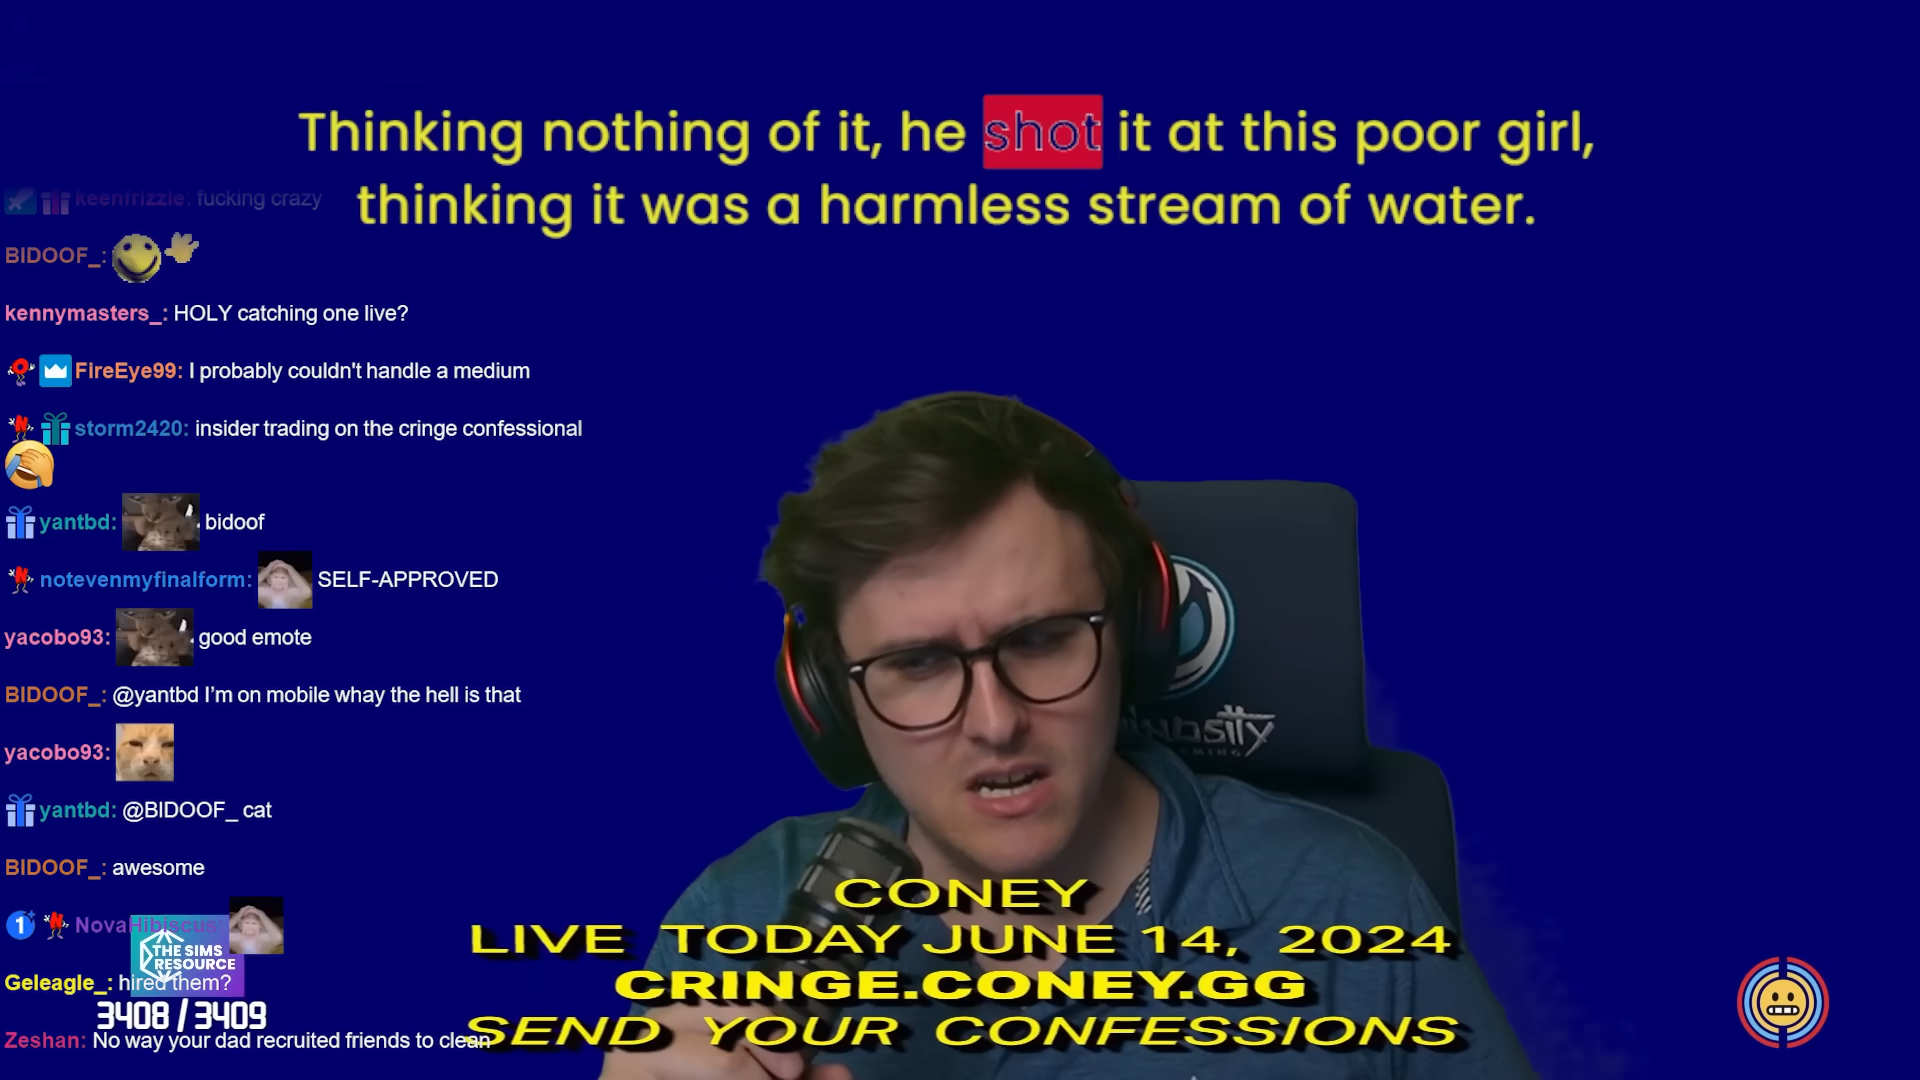 Thinking nothing of it, he shot it at this poor girl,
thinking it was a harmless stream of water.
keenfrizzle: fucking crazy
BIDOOF_:
kennymasters_: HOLY catching one live?
FireEye99: I probably couldn't handle a medium
storm2420: insider trading on the cringe confessional
yantbd: bidoof
notevenmyfinalform: SELF-APPROVED
yacobo93: good emote
BIDOOF_: @yantbd I'm on mobile whay the hell is that
yacobo93:
yantbd: @BIDOOF_ cat
BIDOOF_: awesome
1 NovaHibiscus:
THE SIMS
RESOURCE
Geleagle_: hired them?
3408 / 3409
Zeshan: No way your dad recruited friends to clean
CONEY
LIVE TODAY JUNE 14, 2024
CRINGE.CONEY.GG
SEND YOUR CONFESSIONS